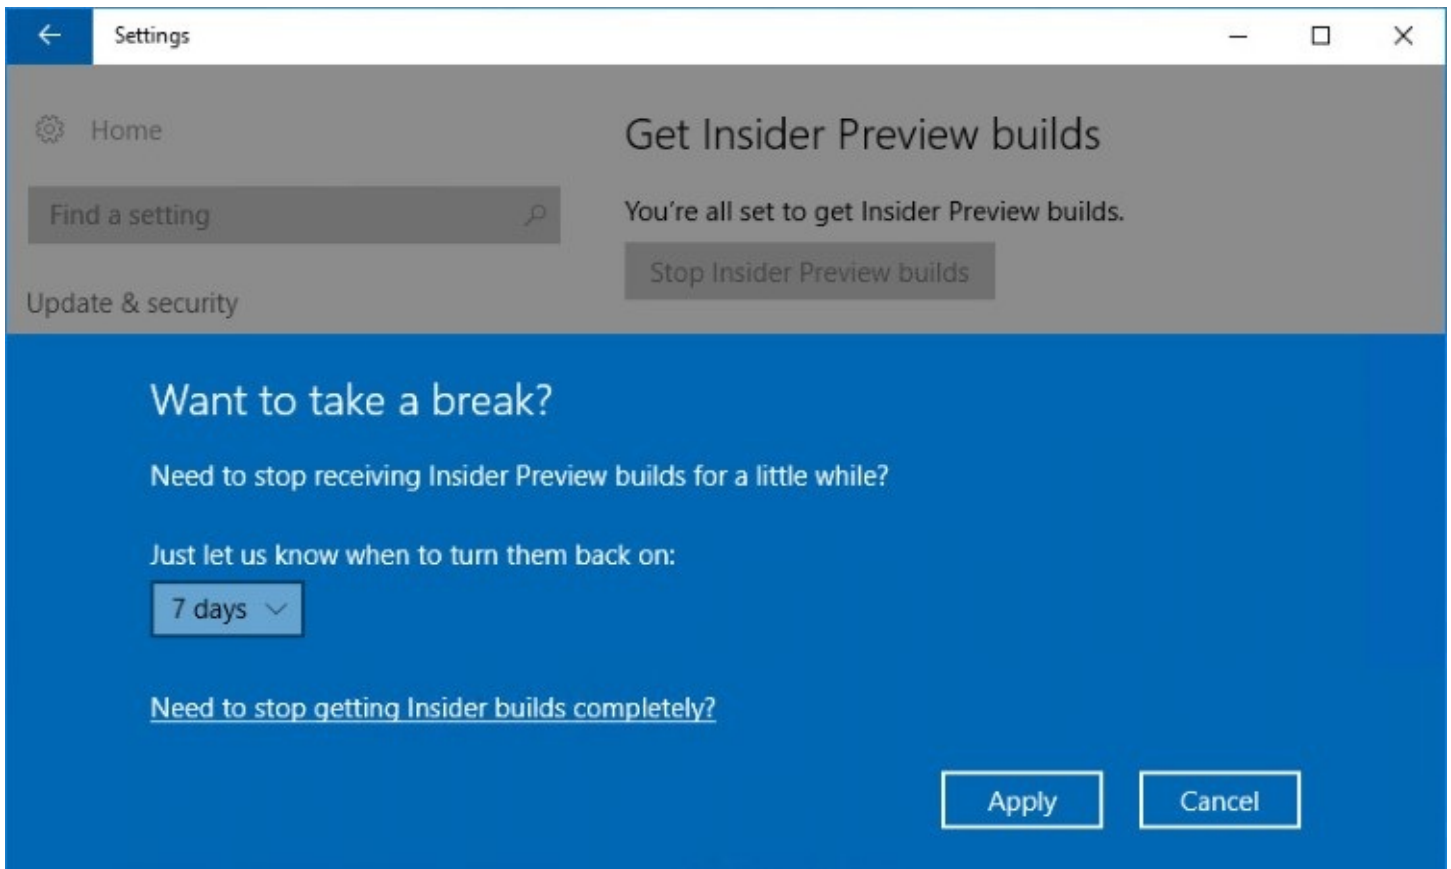 Settings
Home
Find a setting
Update & security
Get Insider Preview builds
You're all set to get Insider Preview builds.
Stop Insider Preview builds
Want to take a break?
Need to stop receiving Insider Preview builds for a little while?
Just let us know when to turn them back on:
7 days
Need to stop getting Insider builds completely?
Apply
Cancel